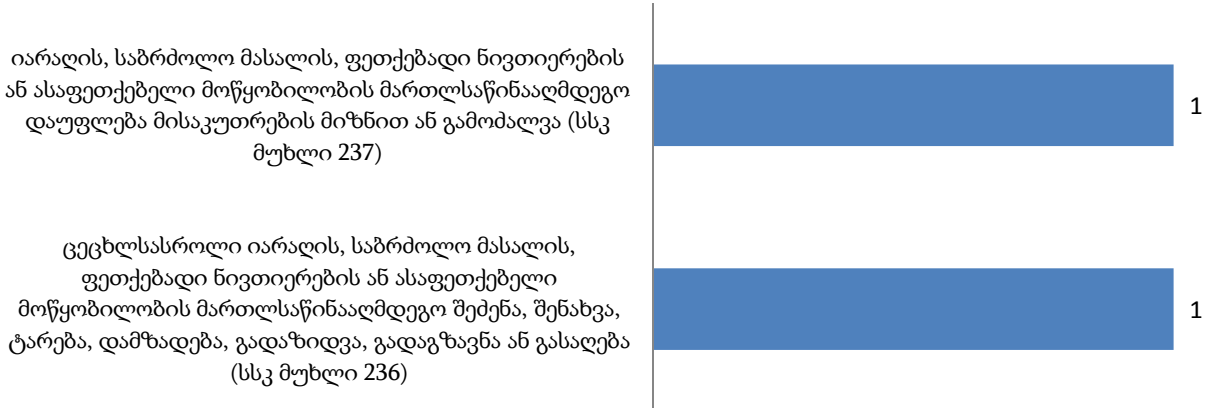 იარაღის, საბრძოლო მასალის, ფეთქებადი ნივთიერების
ან ასაფეთქებელი მოწყობილობის მართლსაწინააღმდეგო
დაუფლება მისაკუთრების მიზნით ან გამოძალვა (სსკ
მუხლი 237)
1
ცეცხლსასროლი იარაღის, საბრძოლო მასალის,
ფეთქებადი ნივთიერების ან ასაფეთქებელი
მოწყობილობის მართლსაწინააღმდეგო შეძენა, შენახვა,
ტარება, დამზადება, გადაზიდვა, გადაგზავნა ან გასაღება
(სსკ მუხლი 236)
1